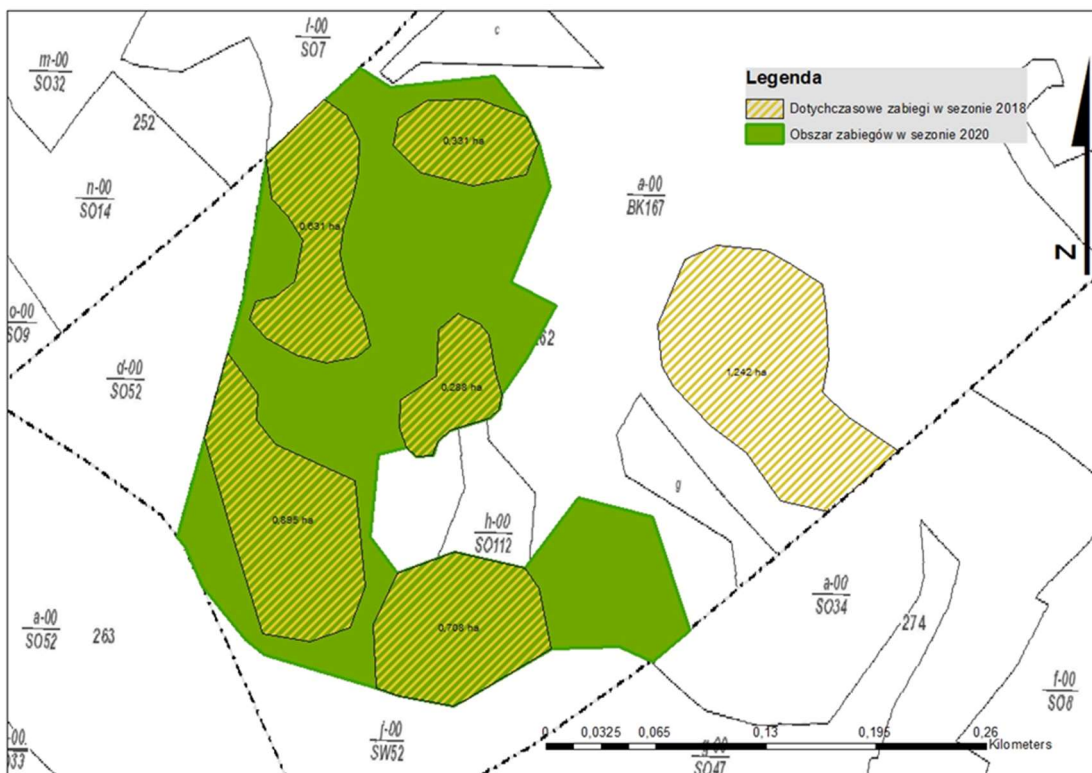 l-00
SO7
c
m-00
SO32
252
Legenda
Dotychczasowe zabiegi w sezonie 2018
Obszar zabiegów w sezonie 2020
0,331 ha
n-00
SO14
a-00
BK167
0,631 ha
N
o-00
SO9
d-00
SO52
262
0,288 ha
1,242 ha
g
0,895 ha
h-00
SO112
a-00
SO34
274
a-00
SO52
263
0,708 ha
f-00
SO8
j-00
SW52
0
0,0325
0,065
0,13
0,195
0,26
Kilometers
SO47